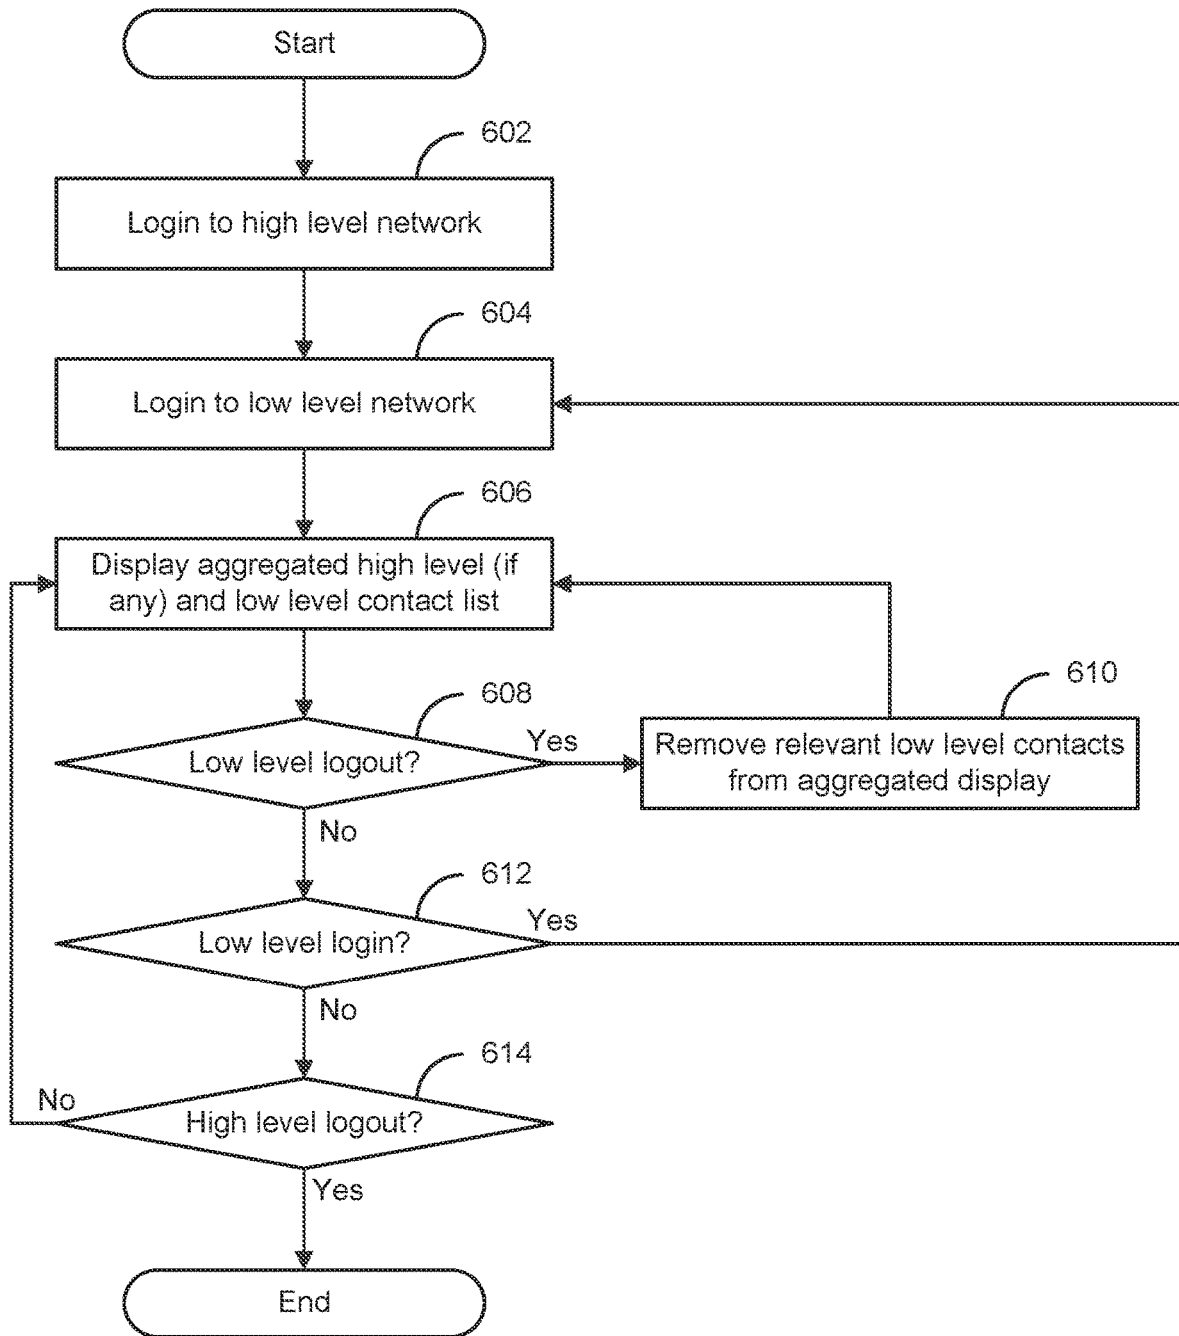 Start
602
Login to high level network
604
Login to low level network
606
Display aggregated high level (if
any) and low level contact list
608
Low level logout?
Yes
610
Remove relevant low level contacts
from aggregated display
No
612
Low level login?
Yes
No
614
High level logout?
No
Yes
End